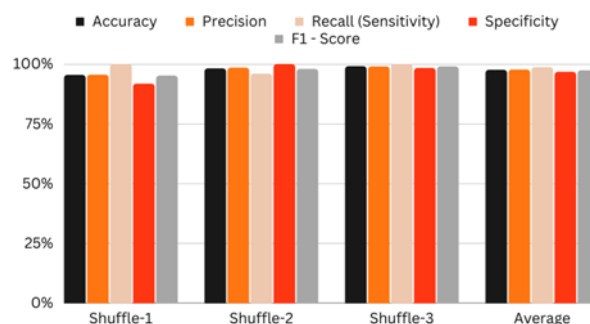 Accuracy Precision Recall (Sensitivity) Specificity
F1 - Score
100%
75%
50%
25%
0%
Shuffle-1 Shuffle-2 Shuffle-3 Average